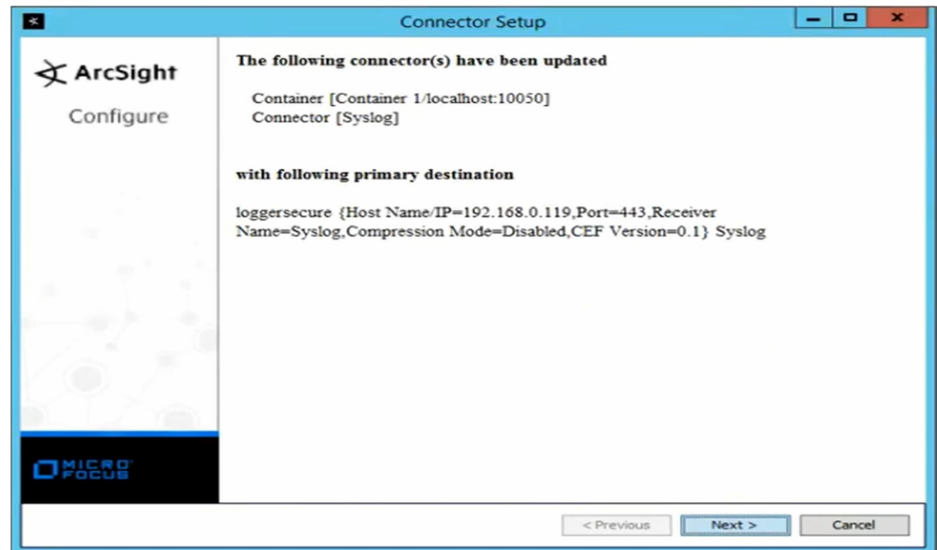 Connector Setup
ArcSight
Configure
The following connector(s) have been updated
Container [Container 1/localhost:10050]
Connector [Syslog]
with following primary destination
loggersecure {Host Name/IP=192.168.0.119,Port=443,Receiver
Name=Syslog,Compression Mode=Disabled,CEF Version=0.1} Syslog
MICRO
FOCUS
< Previous
Next >
Cancel